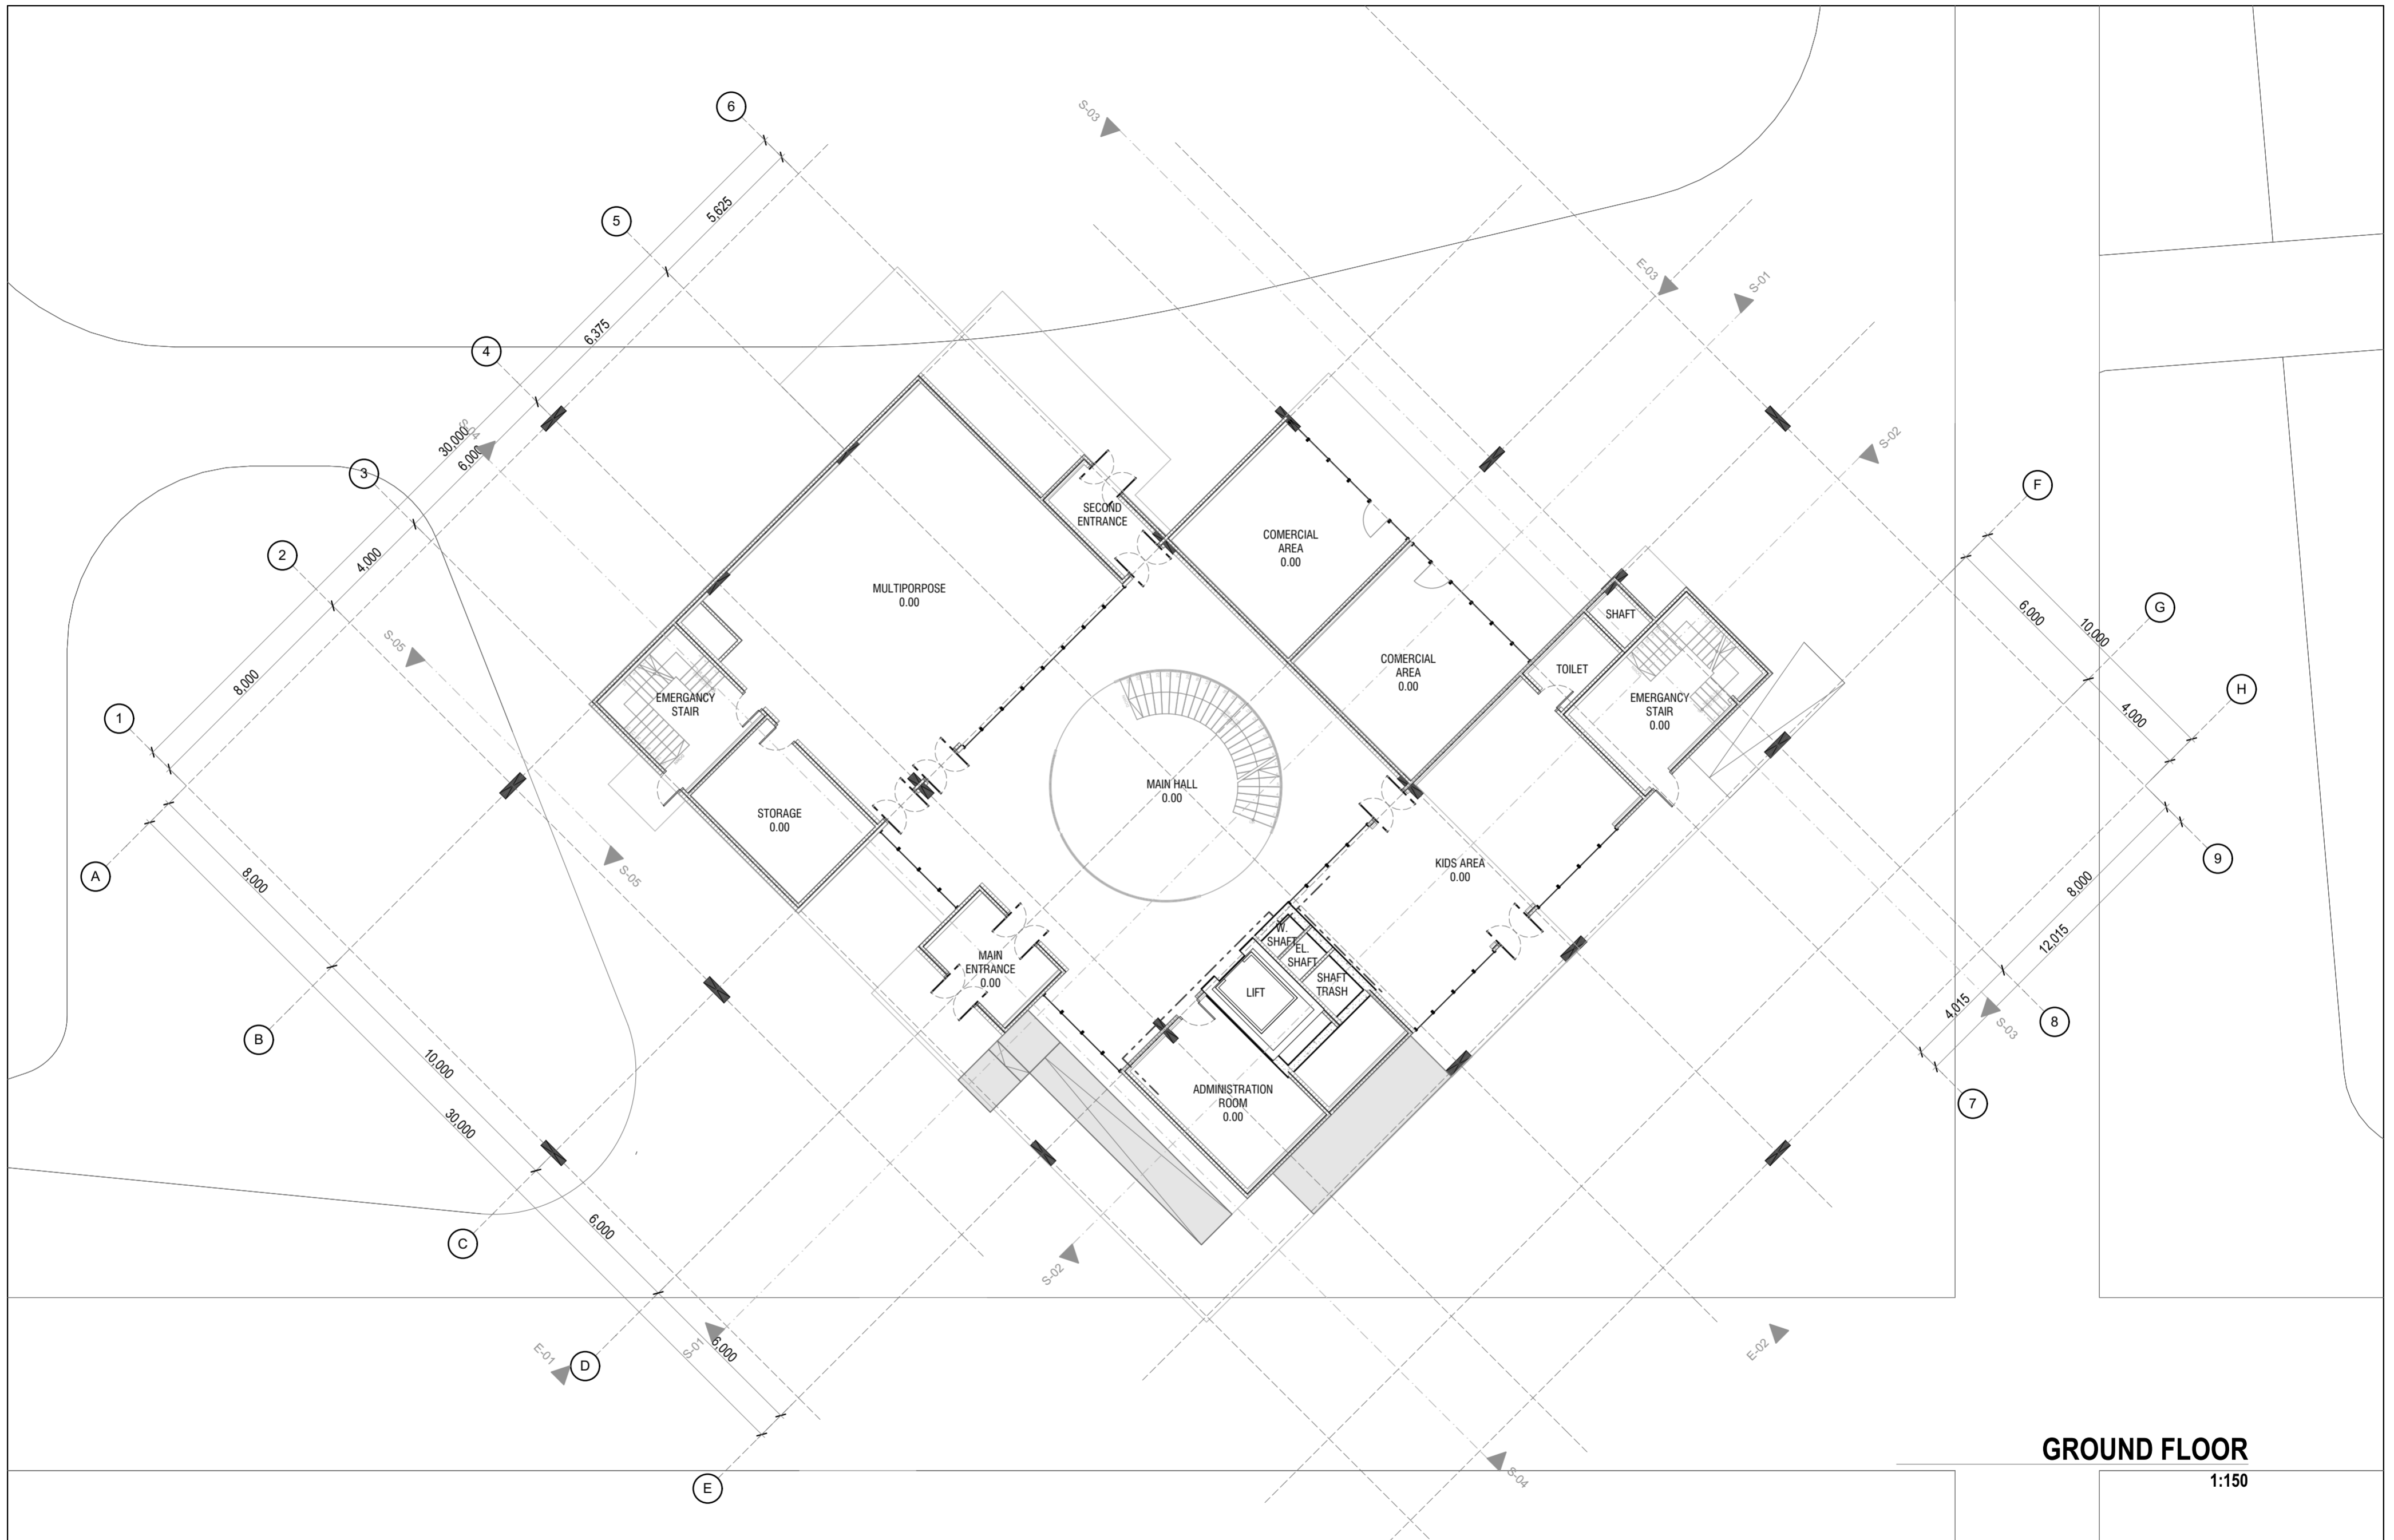 6
S-03
5
5,625
E-03
S-01
6,375
4
30,000
S-04
6,000
S-02
3
F
SECOND
ENTRANCE
COMERCIAL
AREA
0.00
2
4,000
MULTIPORPOSE
0.00
SHAFT
6,000
10,000
G
S-05
COMERCIAL
AREA
0.00
TOILET
8,000
EMERGANCY
STAIR
EMERGANCY
STAIR
0.00
H
4,000
1
MAIN HALL
0.00
STORAGE
0.00
A
8,000
S-05
KIDS AREA
0.00
8,000
9
W.
SHAFT
EL.
SHAFT
12,015
MAIN
ENTRANCE
0.00
LIFT
SHAFT
TRASH
4,015
S-03
8
B
10,000
ADMINISTRATION
ROOM
0.00
7
30,000
6,000
C
S-02
E-01
D
S-01
6,000
E-02
E
S-04
GROUND FLOOR
1:150